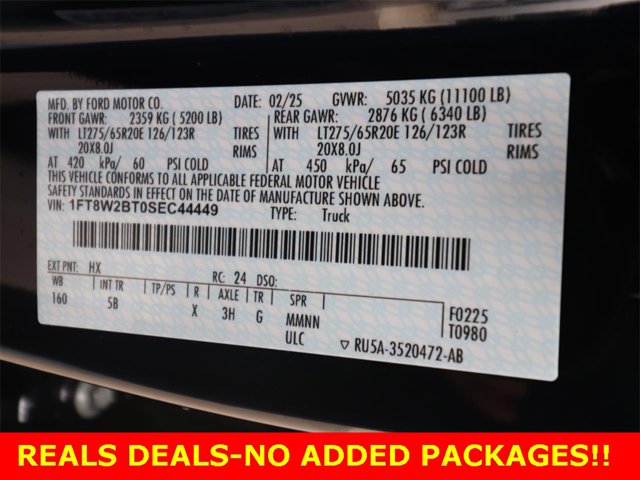 MFD. BY FORD MOTOR CO. DATE: 02/25 GVWR: 5035 KG (11100 LB)
FRONT GAWR: 2359 KG ( 5200 LB) REAR GAWR: 2876 KG ( 6340 LB)
WITH LT275/65R20E 126/123R TIRES WITH LT275/65R20E 126/123R TIRES
20X8.0J RIMS 20X8.0J RIMS
AT 420 kPa/ 60 PSI COLD AT 450 kPa/ 65 PSI COLD
THIS VEHICLE CONFORMS TO ALL APPLICABLE FEDERAL MOTOR VEHICLE
SAFETY STANDARDS IN EFFECT ON THE DATE OF MANUFACTURE SHOWN ABOVE.
VIN: 1FT8W2BT0SEC44449 TYPE: Truck
EXT PNT: HX RC: 24 DSO:
WB INT TR TP/PS R AXLE TR SPR
160 5B X 3H G MMNN F0225
ULC T0980
▽ RU5A-3520472-AB
REALS DEALS-NO ADDED PACKAGES!!